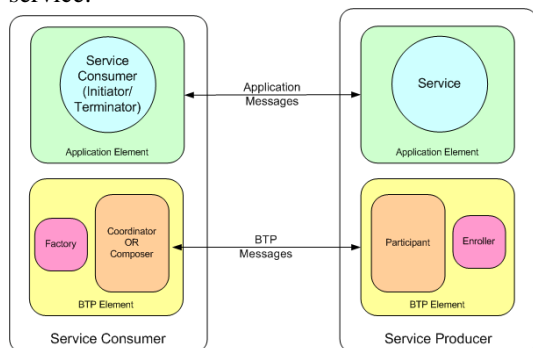 service.
Service
Consumer
(Initiator/
Terminator)
Application Element
Application
Messages
Service
Application Element
Factory
Coordinator
OR
Composer
BTP Element
BTP
Messages
Participant
Enroller
BTP Element
Service Consumer
Service Producer